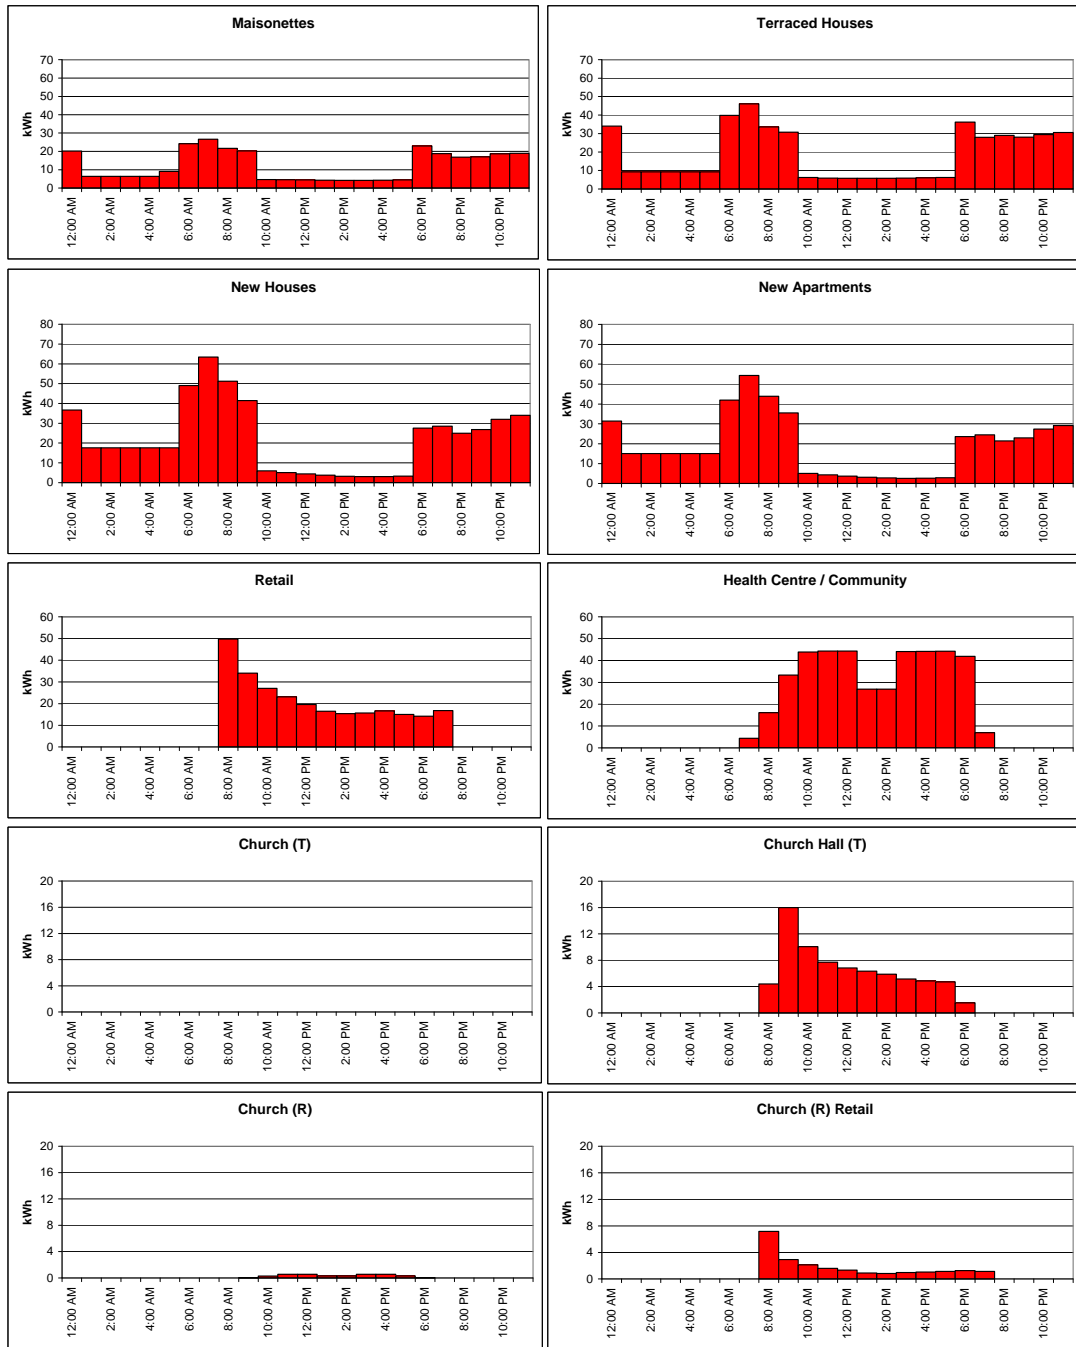 Maisonettes
70
60
50
40
30
20
10
0
kWh
12:00 AM
2:00 AM
4:00 AM
6:00 AM
8:00 AM
10:00 AM
12:00 PM
2:00 PM
4:00 PM
6:00 PM
8:00 PM
10:00 PM
Terraced Houses
70
60
50
40
30
20
10
0
kWh
12:00 AM
2:00 AM
4:00 AM
6:00 AM
8:00 AM
10:00 AM
12:00 PM
2:00 PM
4:00 PM
6:00 PM
8:00 PM
10:00 PM
New Houses
80
70
60
50
40
30
20
10
0
kWh
12:00 AM
2:00 AM
4:00 AM
6:00 AM
8:00 AM
10:00 AM
12:00 PM
2:00 PM
4:00 PM
6:00 PM
8:00 PM
10:00 PM
New Apartments
80
70
60
50
40
30
20
10
0
kWh
12:00 AM
2:00 AM
4:00 AM
6:00 AM
8:00 AM
10:00 AM
12:00 PM
2:00 PM
4:00 PM
6:00 PM
8:00 PM
10:00 PM
Retail
60
50
40
30
20
10
0
kWh
12:00 AM
2:00 AM
4:00 AM
6:00 AM
8:00 AM
10:00 AM
12:00 PM
2:00 PM
4:00 PM
6:00 PM
8:00 PM
10:00 PM
Health Centre / Community
60
50
40
30
20
10
0
kWh
12:00 AM
2:00 AM
4:00 AM
6:00 AM
8:00 AM
10:00 AM
12:00 PM
2:00 PM
4:00 PM
6:00 PM
8:00 PM
10:00 PM
Church (T)
20
16
12
8
4
0
kWh
12:00 AM
2:00 AM
4:00 AM
6:00 AM
8:00 AM
10:00 AM
12:00 PM
2:00 PM
4:00 PM
6:00 PM
8:00 PM
10:00 PM
Church Hall (T)
20
16
12
8
4
0
kWh
12:00 AM
2:00 AM
4:00 AM
6:00 AM
8:00 AM
10:00 AM
12:00 PM
2:00 PM
4:00 PM
6:00 PM
8:00 PM
10:00 PM
Church (R)
20
16
12
8
4
0
kWh
12:00 AM
2:00 AM
4:00 AM
6:00 AM
8:00 AM
10:00 AM
12:00 PM
2:00 PM
4:00 PM
6:00 PM
8:00 PM
10:00 PM
Church (R) Retail
20
16
12
8
4
0
kWh
12:00 AM
2:00 AM
4:00 AM
6:00 AM
8:00 AM
10:00 AM
12:00 PM
2:00 PM
4:00 PM
6:00 PM
8:00 PM
10:00 PM